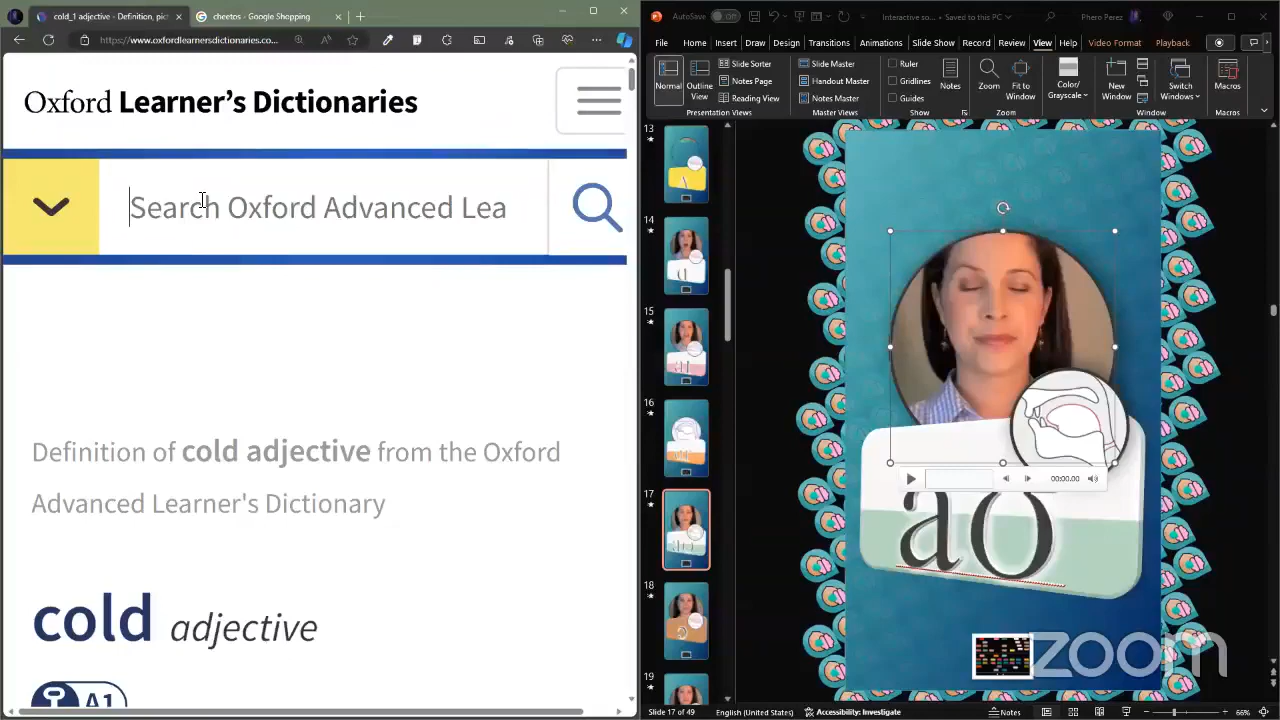 cold_1 adjective - Definition, pic
cheetos - Google Shopping
https://www.oxfordlearnersdictionaries.co...
Oxford Learner's Dictionaries
Search Oxford Advanced Lea
Definition of cold adjective from the Oxford
Advanced Learner's Dictionary
cold adjective
A1
AutoSave Off
Interactive so... • Saved to this PC
Phero Perez
File Home Insert Draw Design Transitions Animations Slide Show Record Review View Help Video Format Playback
Normal
Outline View
Slide Sorter
Notes Page
Reading View
Presentation Views
Slide Master
Handout Master
Notes Master
Master Views
Ruler
Gridlines
Guides
Show
Notes
Zoom
Fit to Window
Zoom
Color/ Grayscale
New Window
Switch Windows
Window
Macros
Macros
13
14
15
16
17
18
19
00:00.00
ao
zoom
Slide 17 of 49
English (United States)
Accessibility: Investigate
Notes
66%